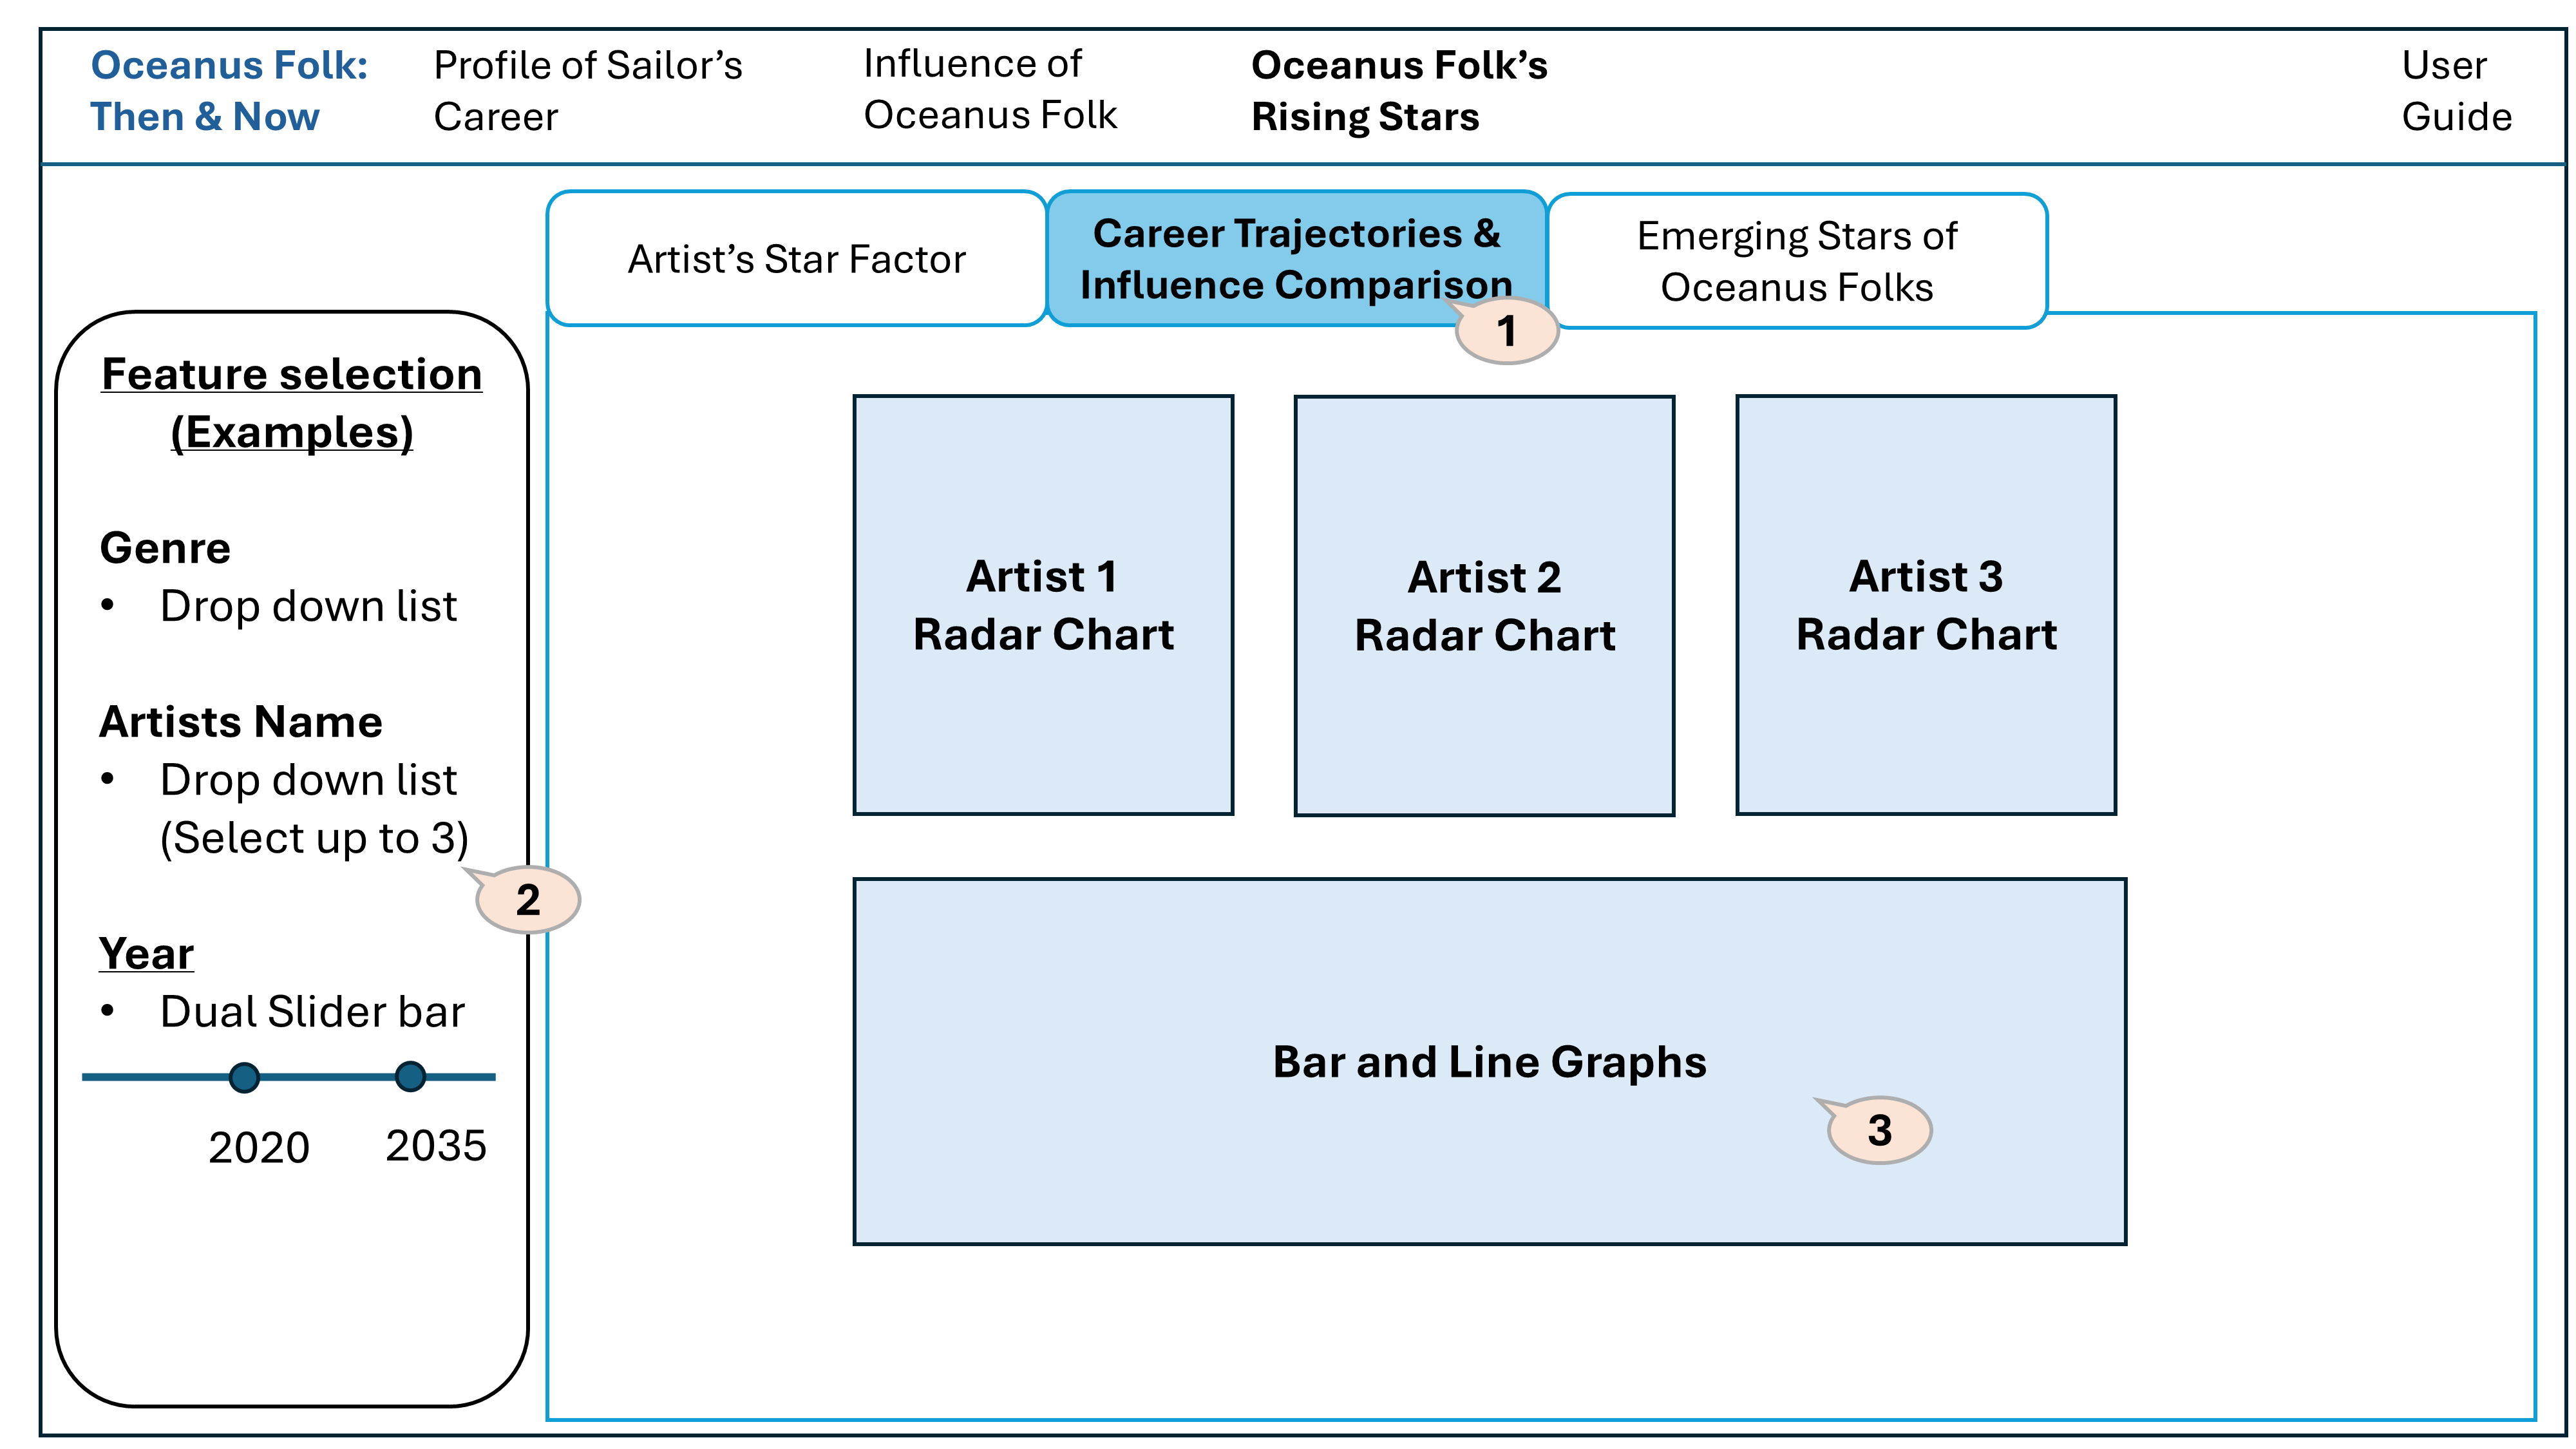 Oceanus Folk:
Then & Now
Profile of Sailor's
Career
Influence of
Oceanus Folk
Oceanus Folk's
Rising Stars
User
Guide
Artist's Star Factor
Career Trajectories &
Influence Comparison
Emerging Stars of
Oceanus Folks
1
Feature selection
(Examples)
Genre
• Drop down list
Artists Name
• Drop down list
(Select up to 3)
2
Year
• Dual Slider bar
2020
2035
Artist 1
Radar Chart
Artist 2
Radar Chart
Artist 3
Radar Chart
Bar and Line Graphs
3